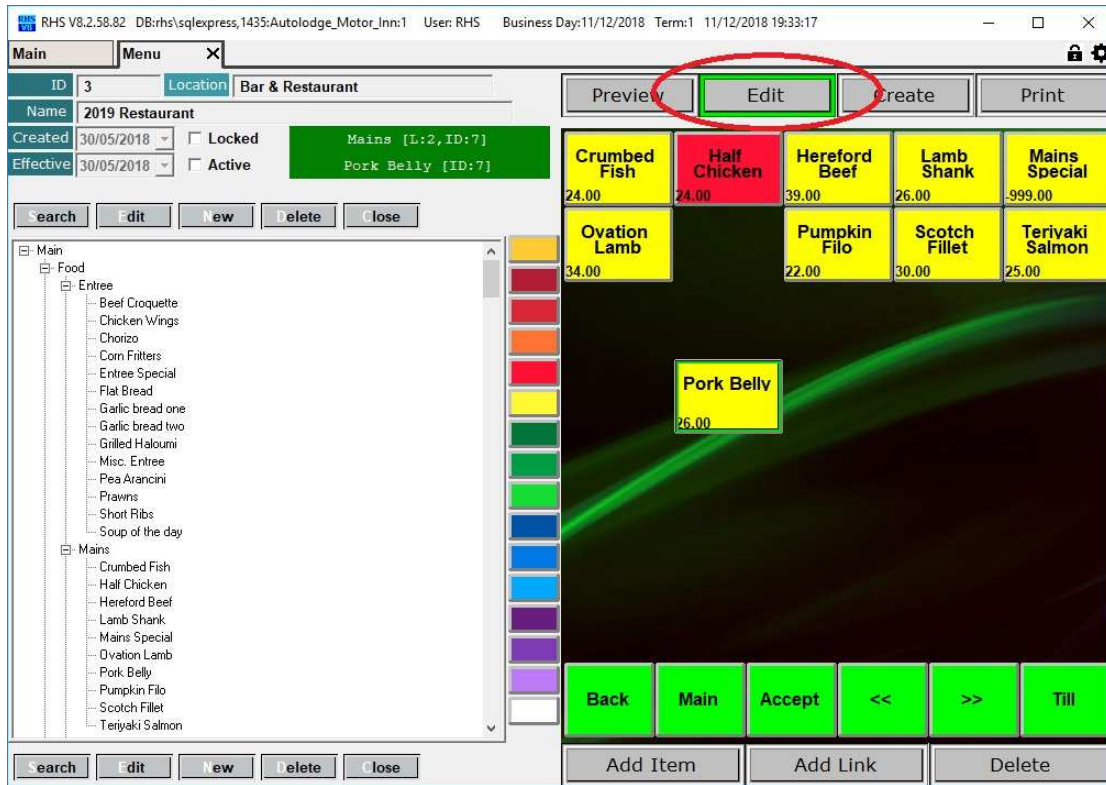 RHS V8.2.58.82 DB:rhs\sqlexpress,1435:Autolodge_Motor_Inn:1 User: RHS Business Day:11/12/2018 Term:1 11/12/2018 19:33:17
Main Menu X
ID 3 Location Bar & Restaurant
Name 2019 Restaurant
Created 30/05/2018 Locked
Effective 30/05/2018 Active
Mains [L:2,ID:7]
Pork Belly [ID:7]
Search Edit New Delete Close
Main
Food
Entree
Beef Croquette
Chicken Wings
Chorizo
Corn Fritters
Entree Special
Flat Bread
Garlic bread one
Garlic bread two
Grilled Haloumi
Misc. Entree
Pea Arancini
Prawns
Short Ribs
Soup of the day
Mains
Crumbed Fish
Half Chicken
Hereford Beef
Lamb Shank
Mains Special
Ovation Lamb
Pork Belly
Pumpkin Filo
Scotch Fillet
Teriyaki Salmon
Search Edit New Delete Close
Preview Edit Create Print
Crumbed Fish
24.00
Half Chicken
24.00
Hereford Beef
39.00
Lamb Shank
26.00
Mains Special
-999.00
Ovation Lamb
34.00
Pumpkin Filo
22.00
Scotch Fillet
30.00
Teriyaki Salmon
25.00
Pork Belly
26.00
Back Main Accept << >> Till
Add Item Add Link Delete